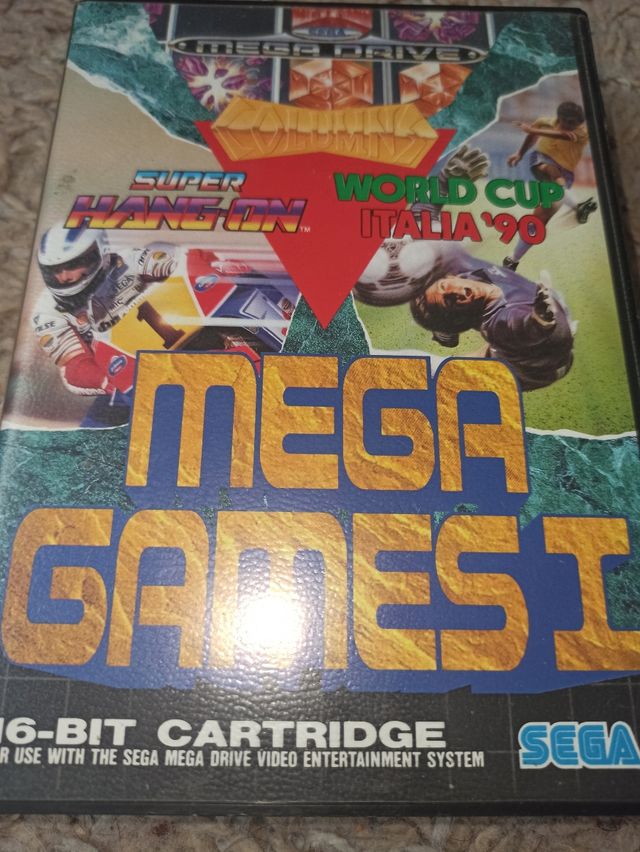 MEGA DRIVE
COLUMNS
SUPER
HANG-ON™
WORLD CUP
ITALIA '90
MEGA
GAMES I
16-BIT CARTRIDGE
R USE WITH THE SEGA MEGA DRIVE VIDEO ENTERTAINMENT SYSTEM
SEGA